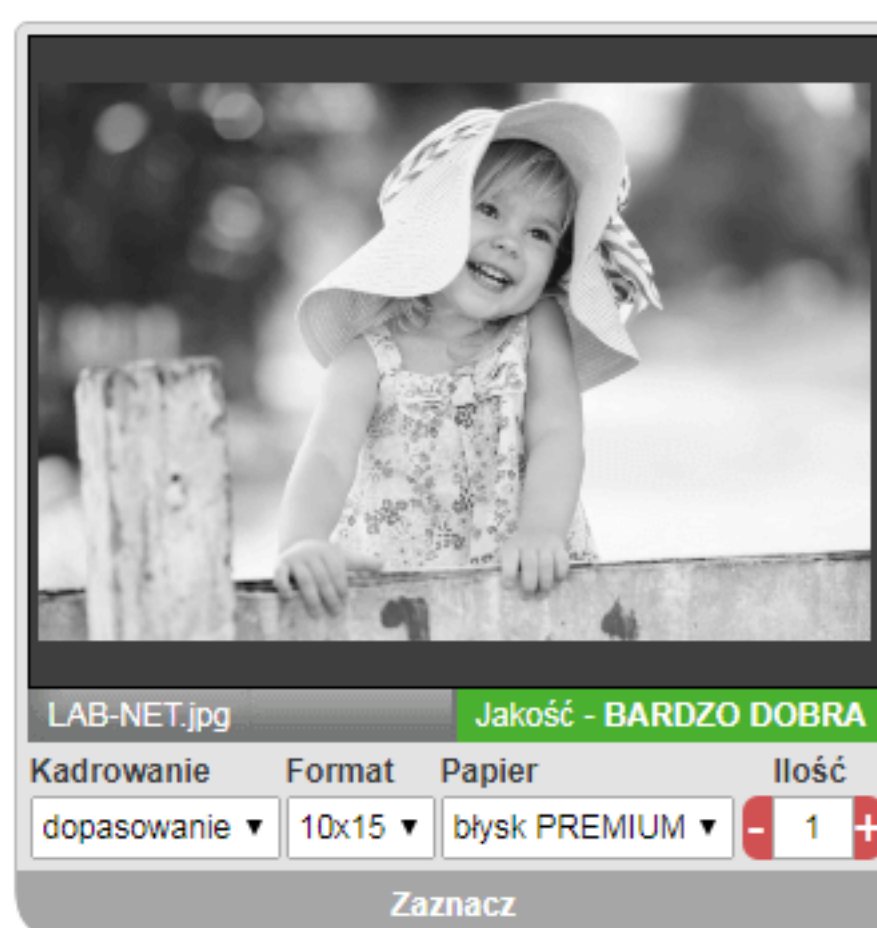 LAB-NET.jpg Jakość - BARDZO DOBRA
Kadrowanie Format Papier Ilość
dopasowanie ▼ 10x15 ▼ błysk PREMIUM ▼ - 1 +
Zaznacz